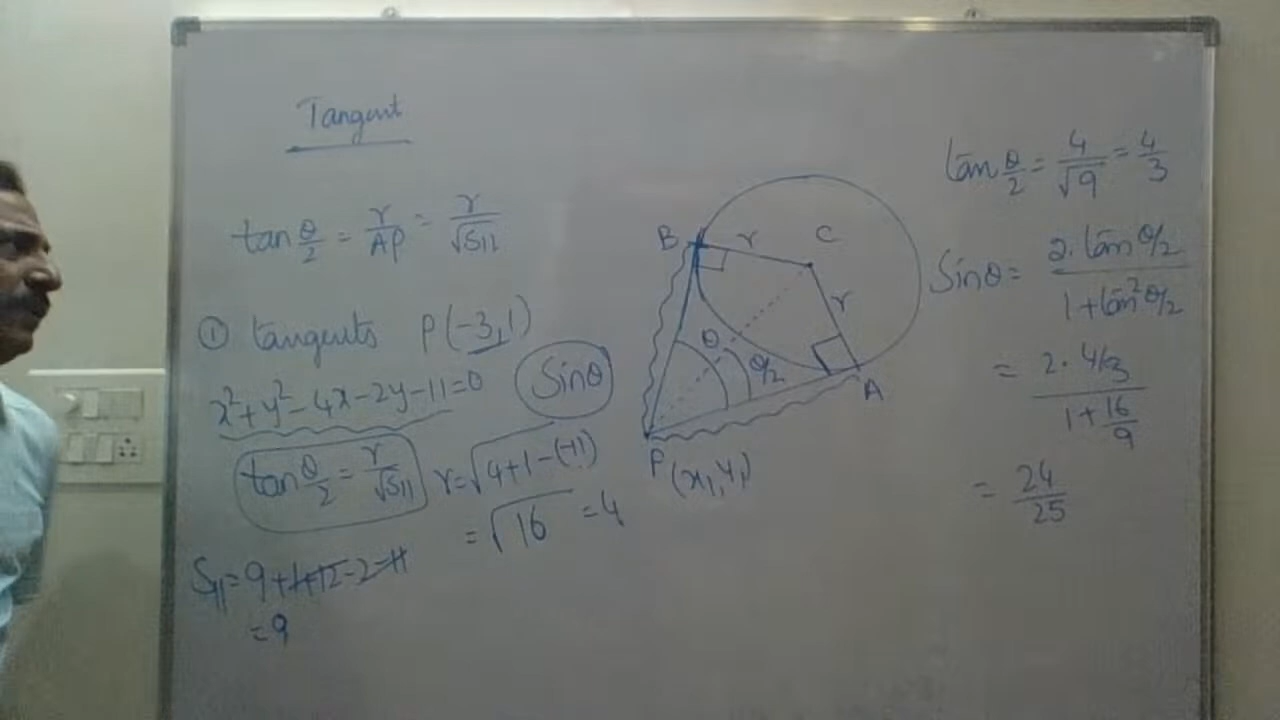 Tangent
tan θ/2 = r/AP = r/√S11
① tangents P(-3,1)
x²+y²-4x-2y-11=0 Sinθ
tan θ/2 = r/√S11 r=√4+1-(-11)
=√16 =4
S11=9+1+12-2-11
=9
B r C
r
θ θ/2
A
P(x1,y1)
tan θ/2 = 4/√9 = 4/3
Sinθ= 2·tan θ/2 / 1+tan²θ/2
= 2·4/3 / 1+16/9
= 24/25